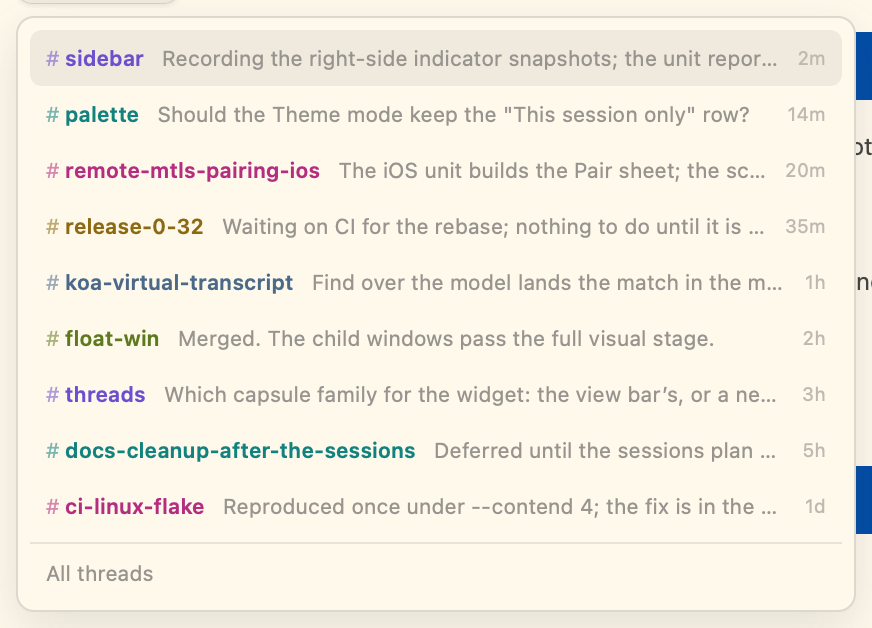 # sidebar Recording the right-side indicator snapshots; the unit repor... 2m
# palette Should the Theme mode keep the "This session only" row? 14m
# remote-mtls-pairing-ios The iOS unit builds the Pair sheet; the sc... 20m
# release-0-32 Waiting on CI for the rebase; nothing to do until it is ... 35m
# koa-virtual-transcript Find over the model lands the match in the m... 1h
# float-win Merged. The child windows pass the full visual stage. 2h
# threads Which capsule family for the widget: the view bar’s, or a ne... 3h
# docs-cleanup-after-the-sessions Deferred until the sessions plan ... 5h
# ci-linux-flake Reproduced once under --contend 4; the fix is in the ... 1d
All threads